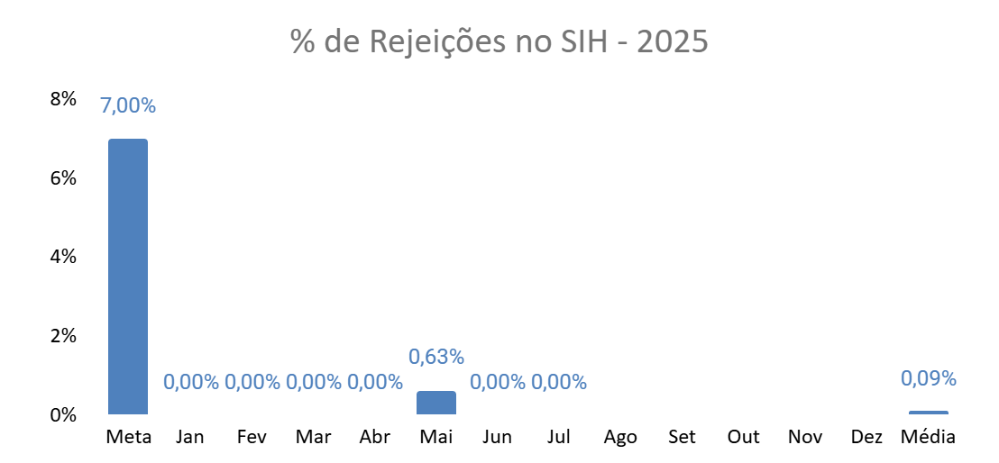 % de Rejeições no SIH - 2025
8%
7,00%
6%
4%
2%
0,63%
0,00% 0,00% 0,00% 0,00% 0,00% 0,00%
0,09%
0%
Meta Jan Fev Mar Abr Mai Jun Jul Ago Set Out Nov Dez Média